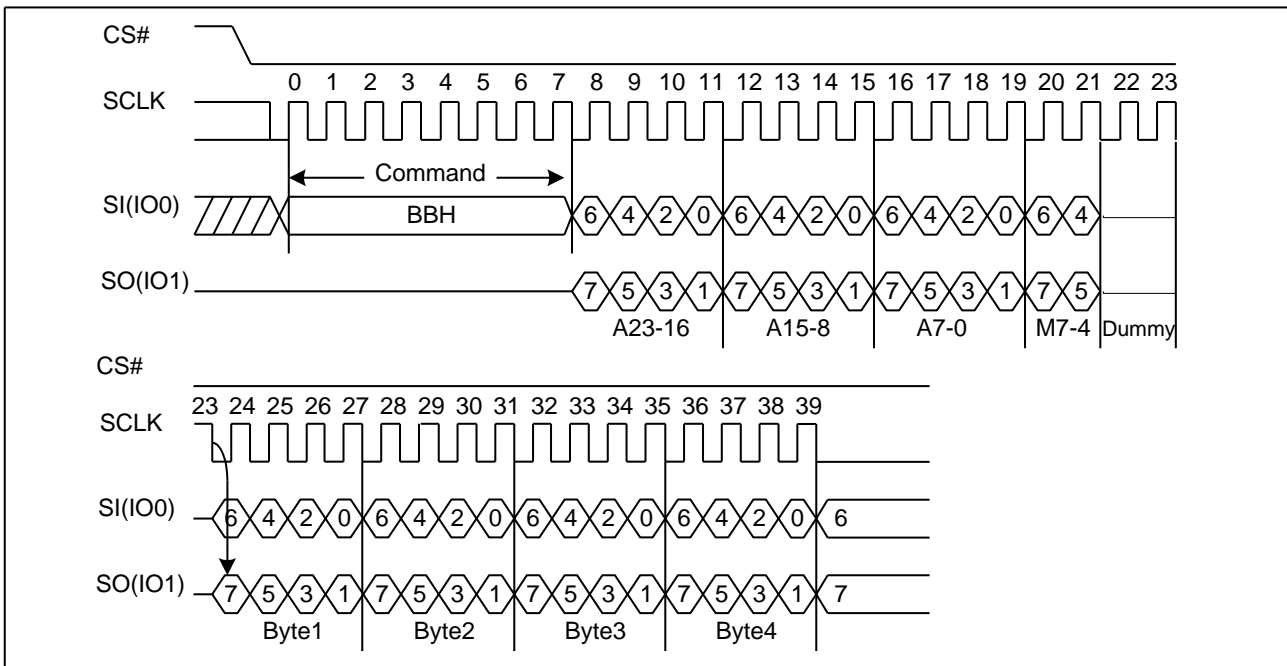 CS#
0 1 2 3 4 5 6 7 8 9 10 11 12 13 14 15 16 17 18 19 20 21 22 23
SCLK
Command
SI(IO0) BBH 6 4 2 0 6 4 2 0 6 4 2 0 6 4
SO(IO1) 7 5 3 1 7 5 3 1 7 5 3 1 7 5
A23-16 A15-8 A7-0 M7-4 Dummy
CS#
23 24 25 26 27 28 29 30 31 32 33 34 35 36 37 38 39
SCLK
SI(IO0) 6 4 2 0 6 4 2 0 6 4 2 0 6 4 2 0 6
SO(IO1) 7 5 3 1 7 5 3 1 7 5 3 1 7 5 3 1 7
Byte1 Byte2 Byte3 Byte4